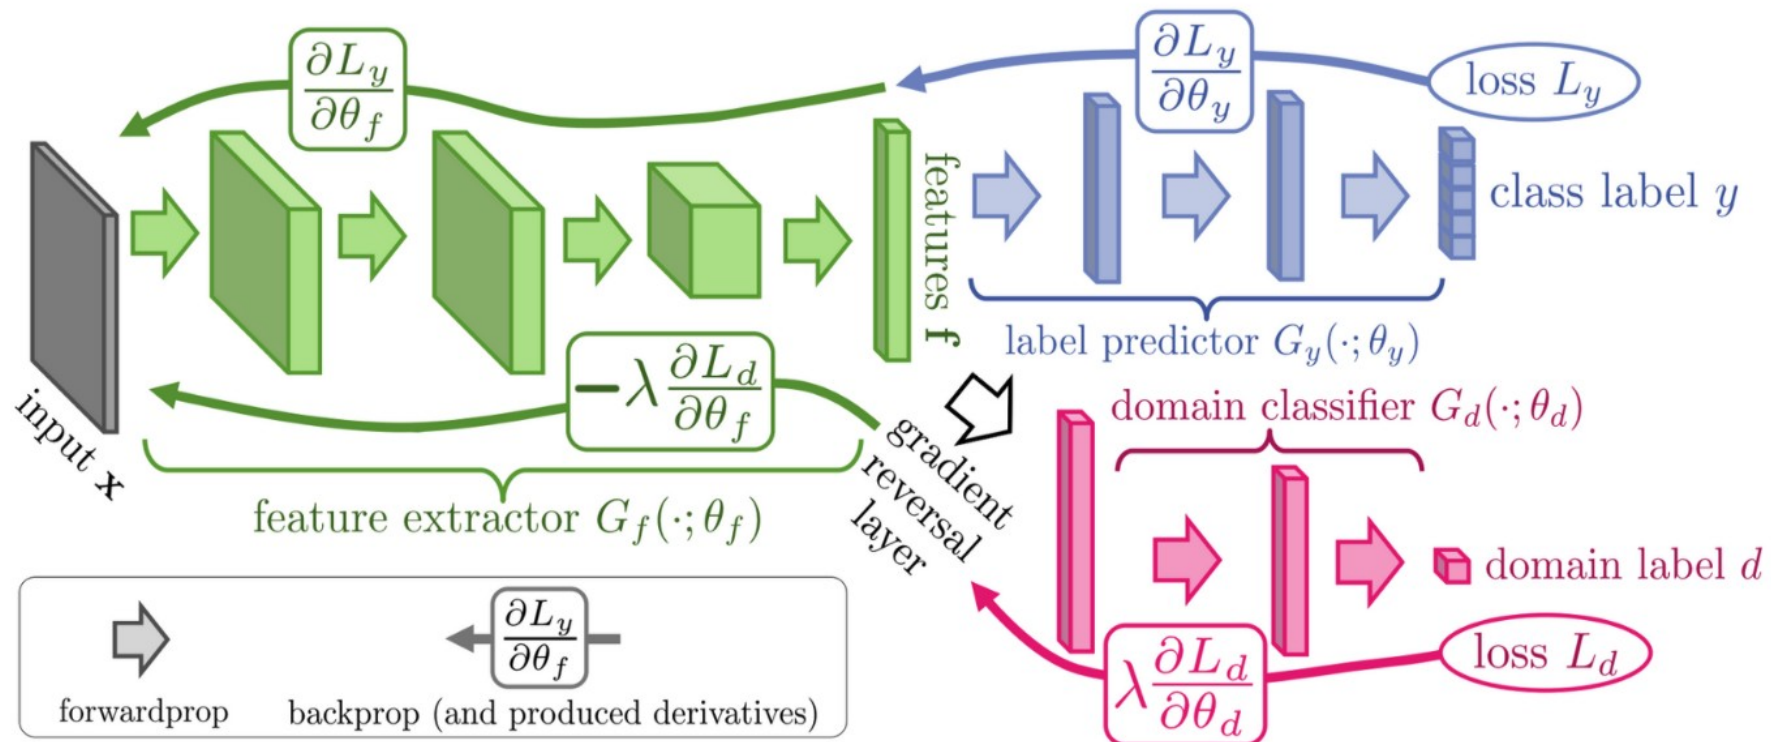 ∂L_y/∂θ_f
∂L_y/∂θ_y
loss L_y
features f
class label y
label predictor G_y(·; θ_y)
−λ ∂L_d/∂θ_f
input x
gradient
reversal
layer
domain classifier G_d(·; θ_d)
feature extractor G_f(·; θ_f)
domain label d
loss L_d
λ ∂L_d/∂θ_d
∂L_y/∂θ_f
forwardprop
backprop (and produced derivatives)